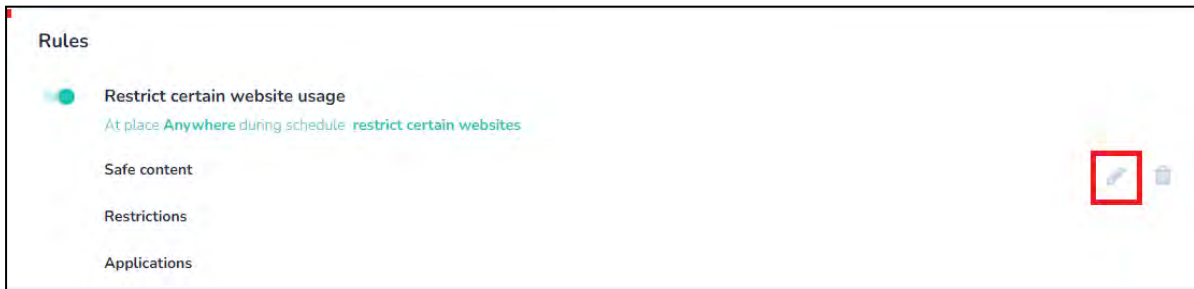 Rules
Restrict certain website usage
At place Anywhere during schedule restrict certain websites
Safe content
Restrictions
Applications